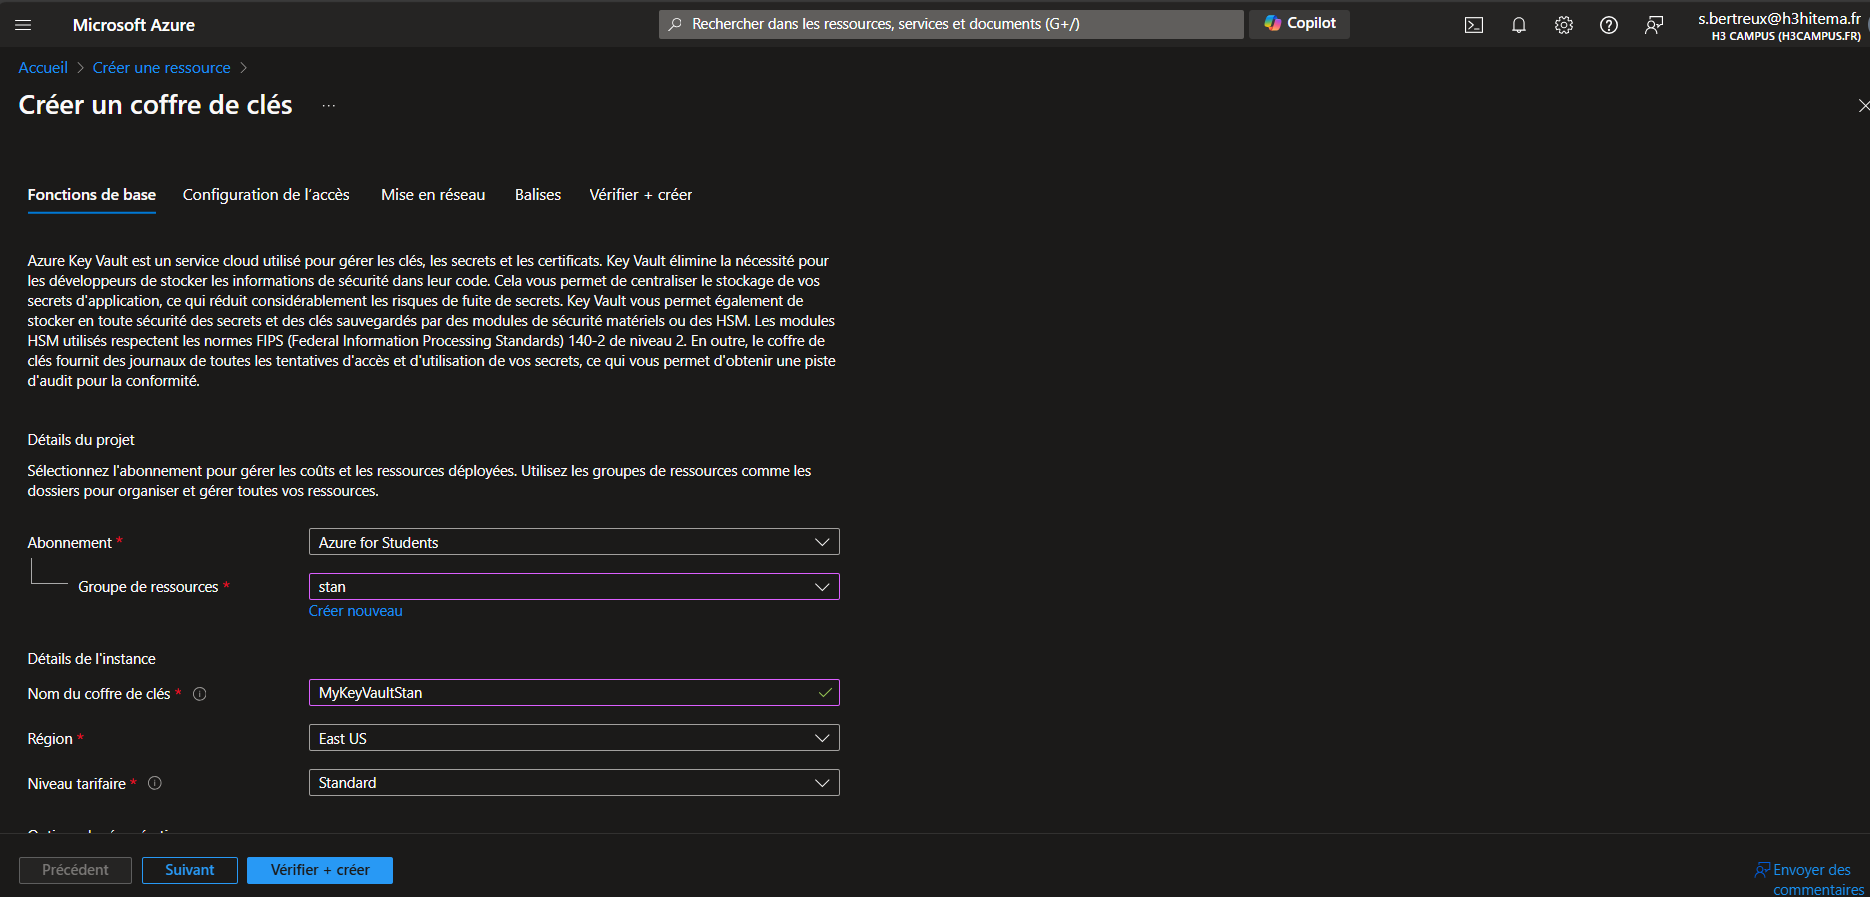 Microsoft Azure
Rechercher dans les ressources, services et documents (G+/)
Copilot
s.bertreux@h3hitema.fr
H3 CAMPUS (H3CAMPUS.FR)
Accueil > Créer une ressource >
Créer un coffre de clés ...
Fonctions de base Configuration de l'accès Mise en réseau Balises Vérifier + créer
Azure Key Vault est un service cloud utilisé pour gérer les clés, les secrets et les certificats. Key Vault élimine la nécessité pour
les développeurs de stocker les informations de sécurité dans leur code. Cela vous permet de centraliser le stockage de vos
secrets d'application, ce qui réduit considérablement les risques de fuite de secrets. Key Vault vous permet également de
stocker en toute sécurité des secrets et des clés sauvegardés par des modules de sécurité matériels ou des HSM. Les modules
HSM utilisés respectent les normes FIPS (Federal Information Processing Standards) 140-2 de niveau 2. En outre, le coffre de
clés fournit des journaux de toutes les tentatives d'accès et d'utilisation de vos secrets, ce qui vous permet d'obtenir une piste
d'audit pour la conformité.
Détails du projet
Sélectionnez l'abonnement pour gérer les coûts et les ressources déployées. Utilisez les groupes de ressources comme les
dossiers pour organiser et gérer toutes vos ressources.
Abonnement * Azure for Students
Groupe de ressources * stan
Créer nouveau
Détails de l'instance
Nom du coffre de clés * MyKeyVaultStan
Région * East US
Niveau tarifaire * Standard
Précédent Suivant Vérifier + créer
Envoyer des
commentaires